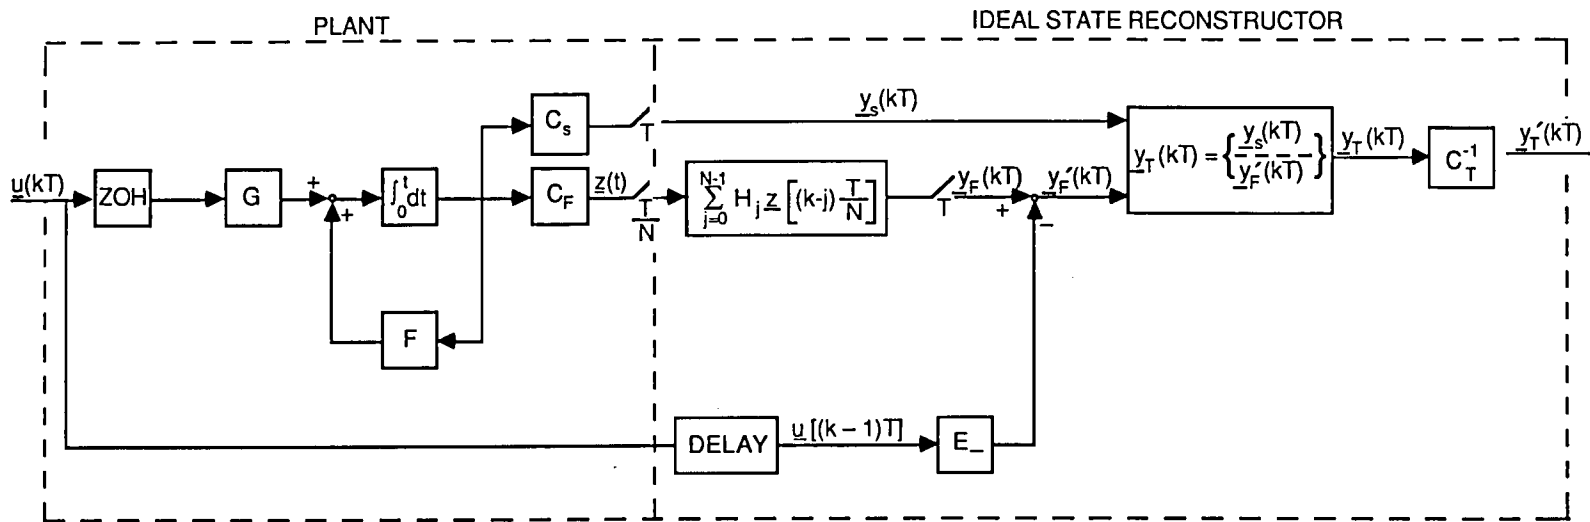 PLANT
IDEAL STATE RECONSTRUCTOR
u(kT)
ZOH
G
+
+
∫₀ᵗdt
C_s
T
C_F
z(t)
T/N
F
y_s(kT)
∑_{j=0}^{N-1} H_j z [(k-j) T/N]
T
y_F(kT)
+
−
y_F′(kT)
y_T(kT) = { y_s(kT) / y_F′(kT) }
y_T(kT)
C_T^{-1}
y_T′(kT)
DELAY
u [(k − 1)T]
E_−